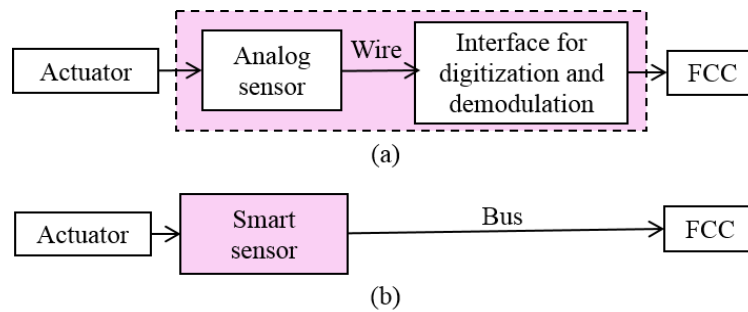 Actuator
Analog
sensor
Wire
Interface for
digitization and
demodulation
FCC
(a)
Actuator
Smart
sensor
Bus
FCC
(b)